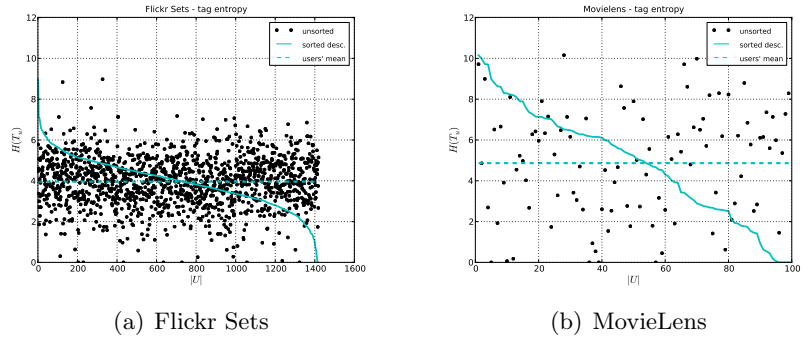 Flickr Sets - tag entropy
12
10
8
6
4
2
0
H(Tu)
0 200 400 600 800 1000 1200 1400 1600
|U|
unsorted
sorted desc.
users' mean
(a) Flickr Sets
Movielens - tag entropy
12
10
8
6
4
2
0
H(Tu)
0 20 40 60 80 100
|U|
unsorted
sorted desc.
users' mean
(b) MovieLens